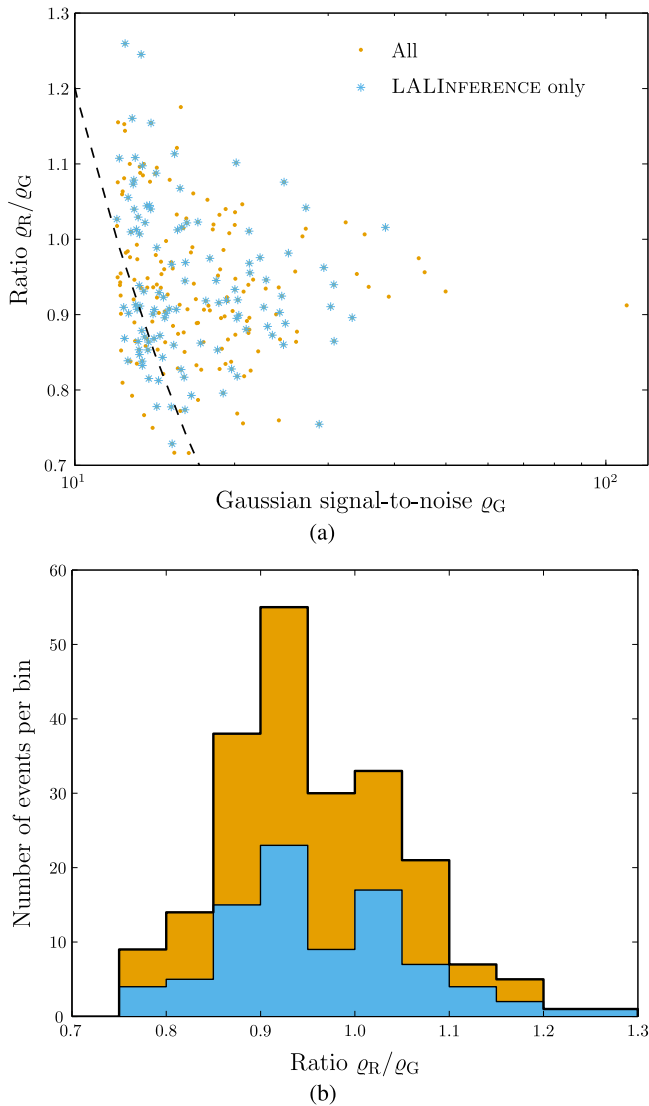 1.3
1.2
1.1
1.0
0.9
0.8
0.7
Ratio ϱR/ϱG
All
LALInference only
10¹
10²
Gaussian signal-to-noise ϱG
(a)
60
50
40
30
20
10
0
Number of events per bin
0.7 0.8 0.9 1.0 1.1 1.2 1.3
Ratio ϱR/ϱG
(b)